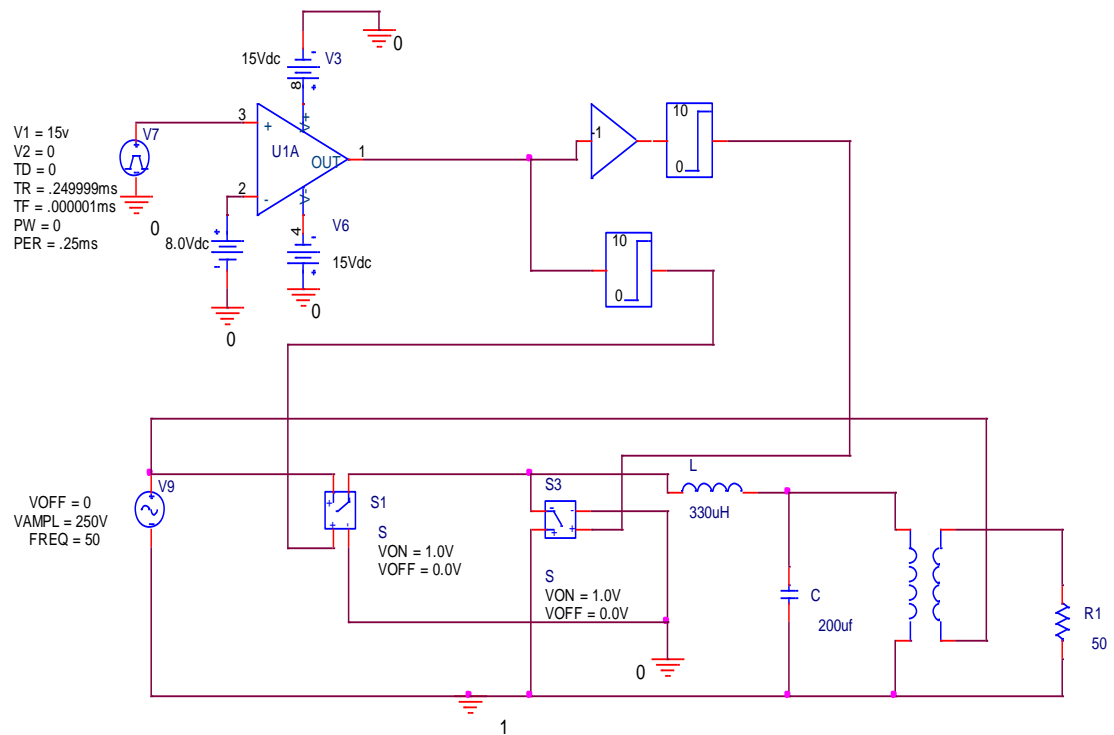 0
15Vdc
-
V3
+
8
3
V7
V1 = 15v
V2 = 0
TD = 0
TR = .249999ms
TF = .000001ms
PW = 0
PER = .25ms
0
+
V+
U1A
OUT
1
2
-
V-
4
V6
-
+
15Vdc
0
+
8.0Vdc
-
0
-1
10
0
10
0
V9
VOFF = 0
VAMPL = 250V
FREQ = 50
+
-
+
-
S1
S
VON = 1.0V
VOFF = 0.0V
S3
-
-
+
+
S
VON = 1.0V
VOFF = 0.0V
L
330uH
C
200uf
R1
50
0
1